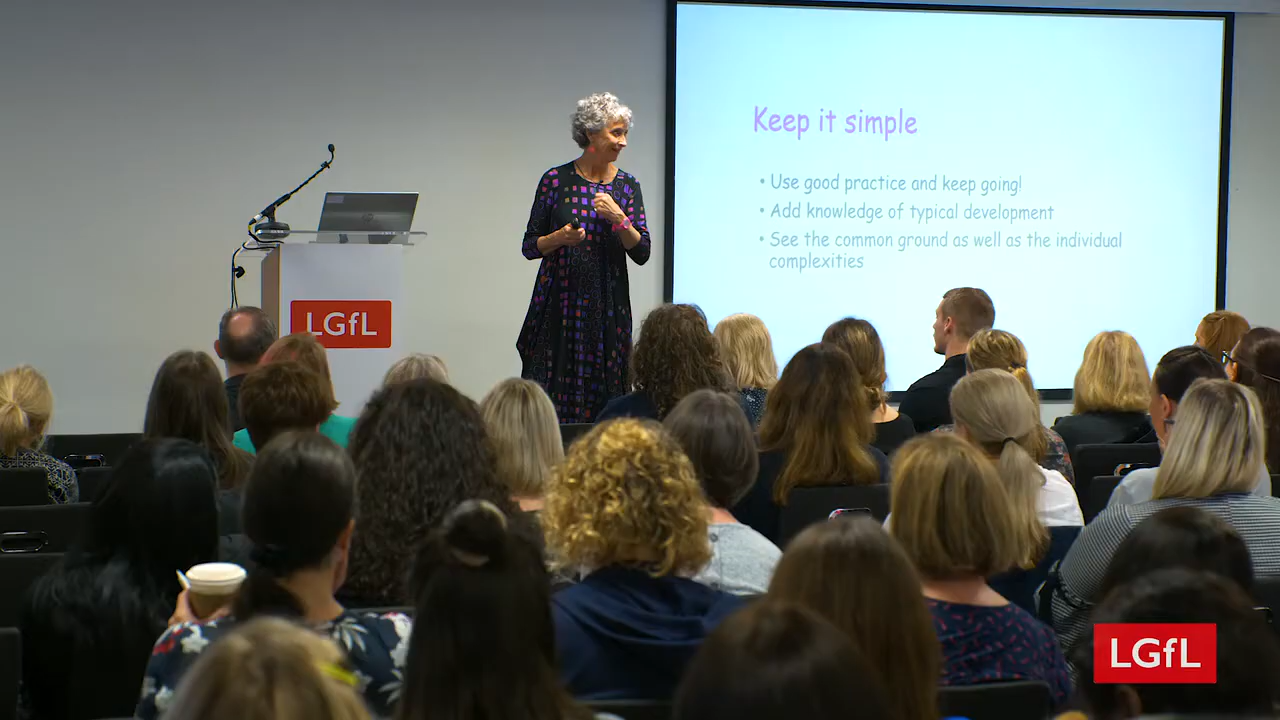 Keep it simple
• Use good practice and keep going!
• Add knowledge of typical development
• See the common ground as well as the individual
complexities
LGfL
LGfL